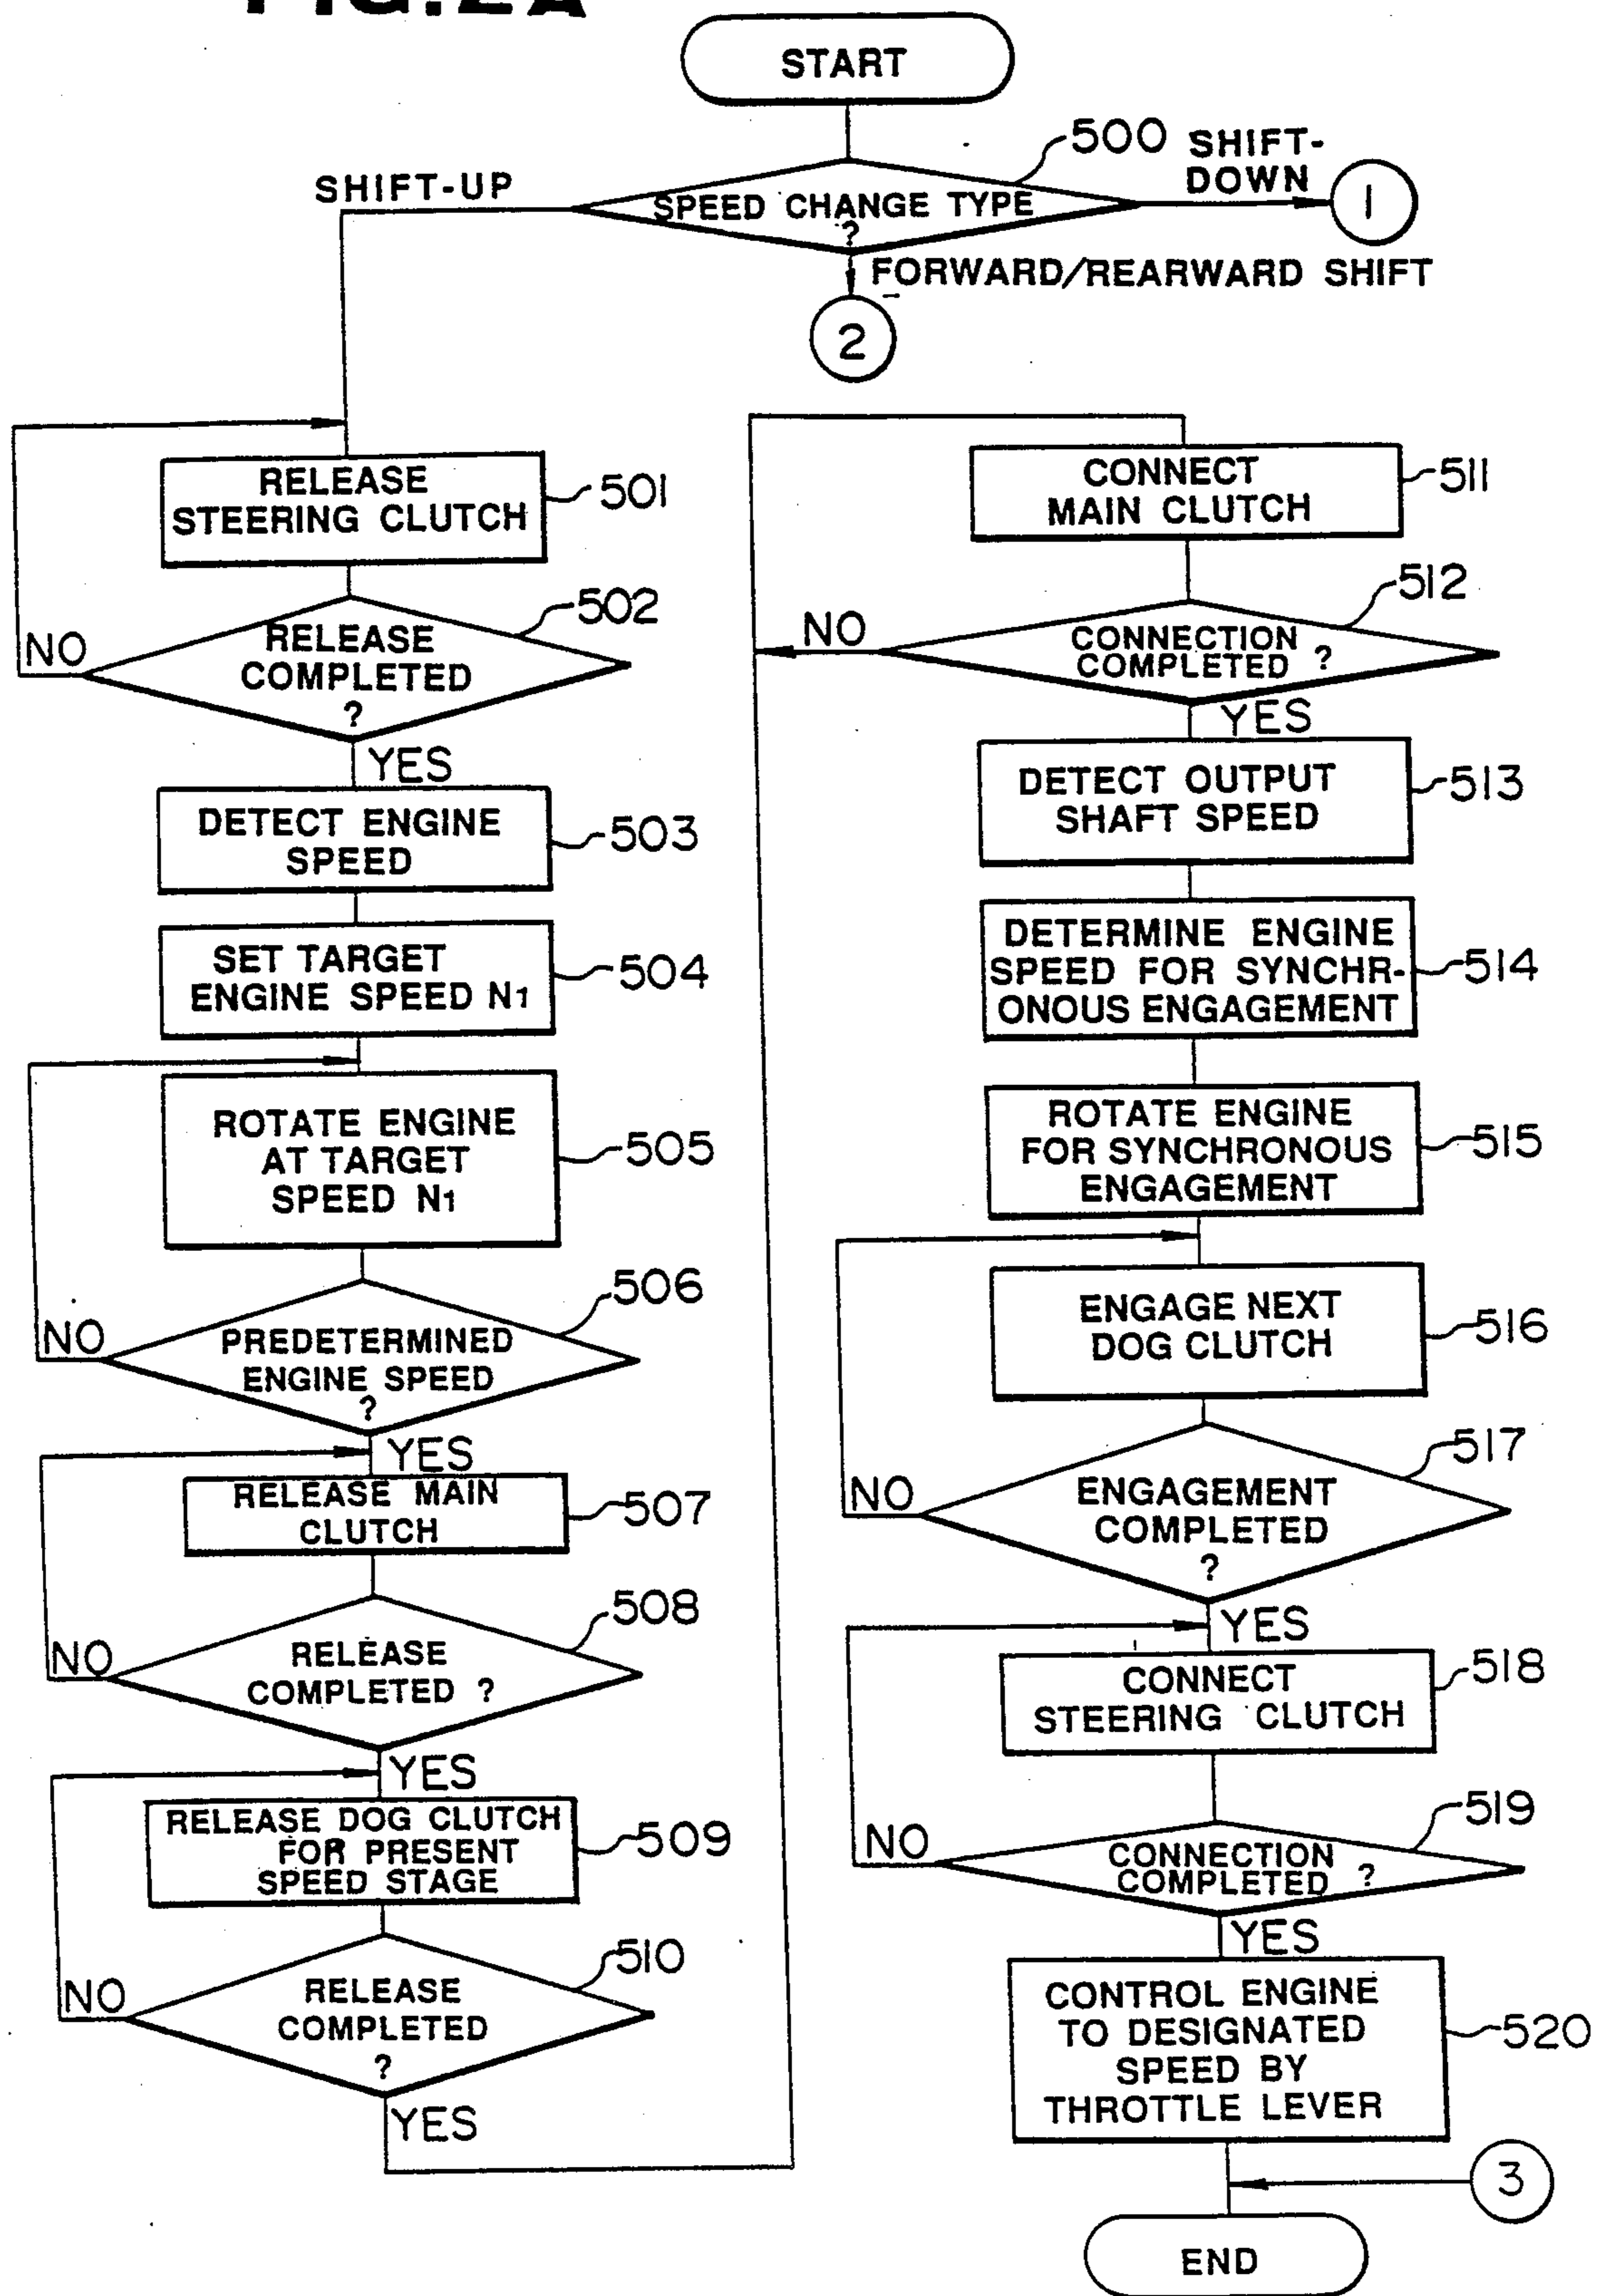 FIG.2A
START
500
SHIFT-
DOWN
SHIFT-UP
SPEED CHANGE TYPE
?
1
FORWARD/REARWARD SHIFT
2
RELEASE
STEERING CLUTCH
501
RELEASE
COMPLETED
?
502
NO
YES
DETECT ENGINE
SPEED
503
SET TARGET
ENGINE SPEED N1
504
ROTATE ENGINE
AT TARGET
SPEED N1
505
PREDETERMINED
ENGINE SPEED
?
506
NO
YES
RELEASE MAIN
CLUTCH
507
RELEASE
COMPLETED ?
508
NO
YES
RELEASE DOG CLUTCH
FOR PRESENT
SPEED STAGE
509
RELEASE
COMPLETED
?
510
NO
YES
CONNECT
MAIN CLUTCH
511
CONNECTION
COMPLETED ?
512
NO
YES
DETECT OUTPUT
SHAFT SPEED
513
DETERMINE ENGINE
SPEED FOR SYNCHR-
ONOUS ENGAGEMENT
514
ROTATE ENGINE
FOR SYNCHRONOUS
ENGAGEMENT
515
ENGAGE NEXT
DOG CLUTCH
516
ENGAGEMENT
COMPLETED
?
517
NO
YES
CONNECT
STEERING CLUTCH
518
CONNECTION
COMPLETED ?
519
NO
YES
CONTROL ENGINE
TO DESIGNATED
SPEED BY
THROTTLE LEVER
520
3
END